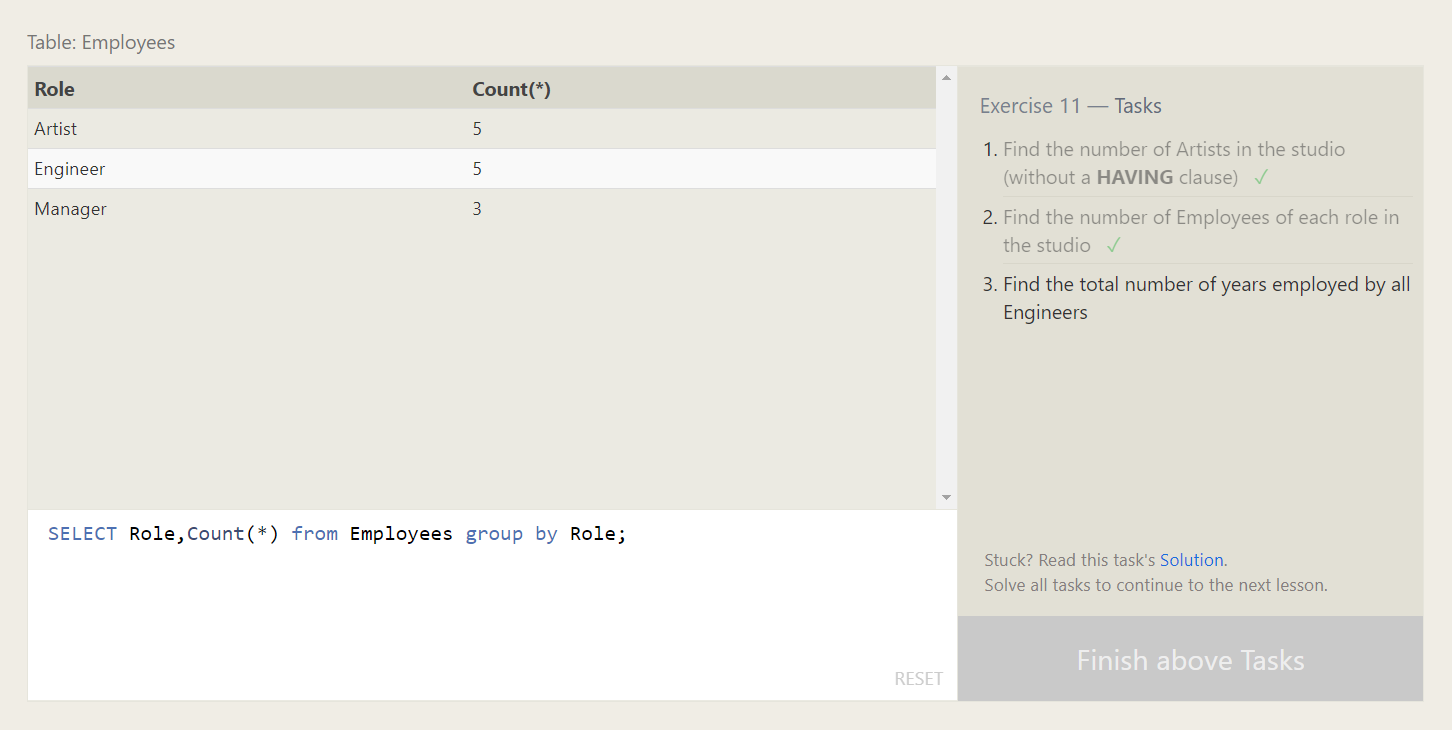 Table: Employees
Role Count(*)
Artist 5
Engineer 5
Manager 3
SELECT Role,Count(*) from Employees group by Role;
RESET
Exercise 11 — Tasks
1. Find the number of Artists in the studio
(without a HAVING clause) ✓
2. Find the number of Employees of each role in
the studio ✓
3. Find the total number of years employed by all
Engineers
Stuck? Read this task's Solution.
Solve all tasks to continue to the next lesson.
Finish above Tasks